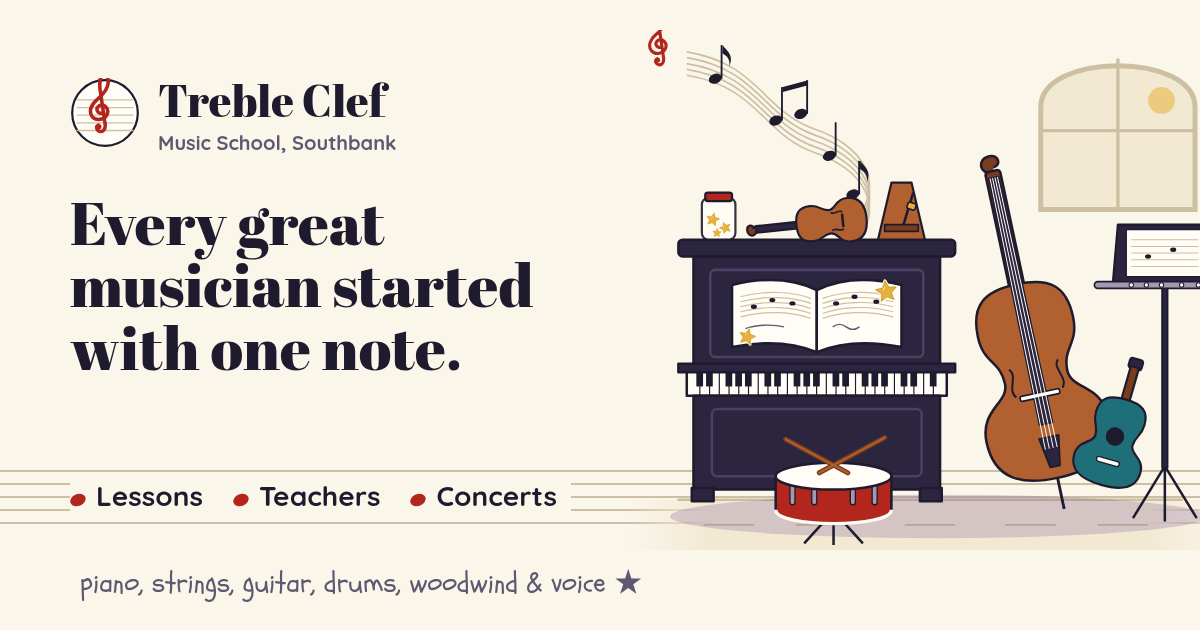 Treble Clef
Music School, Southbank
Every great
musician started
with one note.
Lessons Teachers Concerts
piano, strings, guitar, drums, woodwind & voice ★